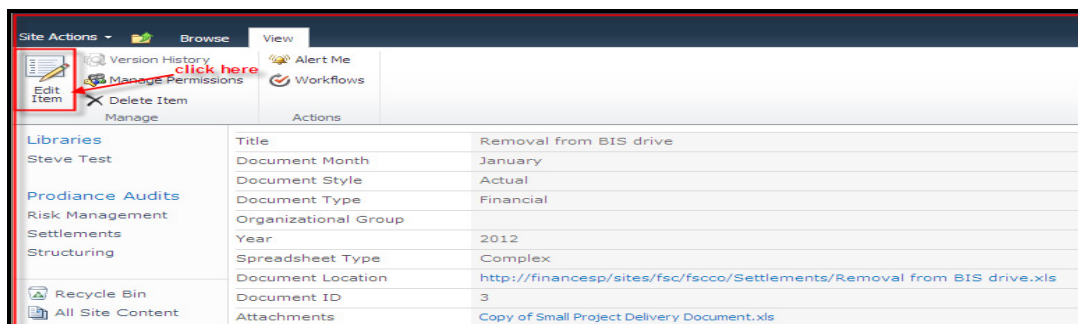 Site Actions Browse View
Version History Alert Me
click here
Manage Permissions Workflows
Edit
Item
Delete Item
Manage Actions
Libraries
Steve Test
Prodiance Audits
Risk Management
Settlements
Structuring
Recycle Bin
All Site Content
Title Removal from BIS drive
Document Month January
Document Style Actual
Document Type Financial
Organizational Group
Year 2012
Spreadsheet Type Complex
Document Location http://financesp/sites/fsc/fscco/Settlements/Removal from BIS drive.xls
Document ID 3
Attachments Copy of Small Project Delivery Document.xls